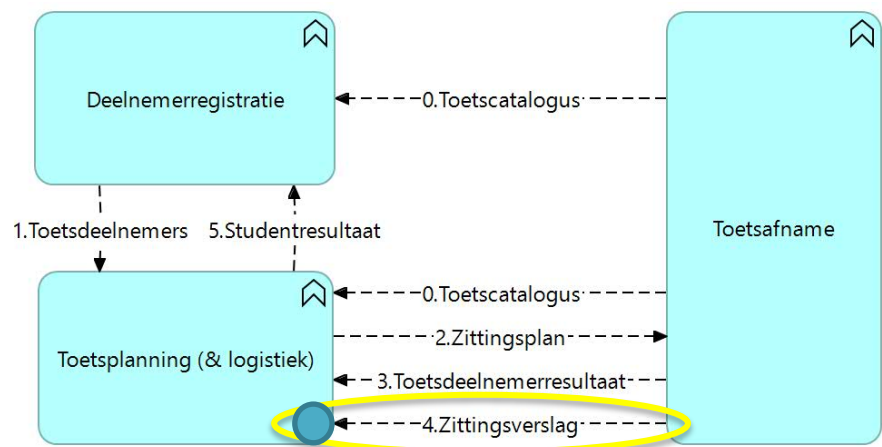 Deelnemerregistratie
0.Toetscatalogus
Toetsafname
1.Toetsdeelnemers
5.Studentresultaat
0.Toetscatalogus
Toetsplanning (& logistiek)
2.Zittingsplan
3.Toetsdeelnemerresultaat
4.Zittingsverslag